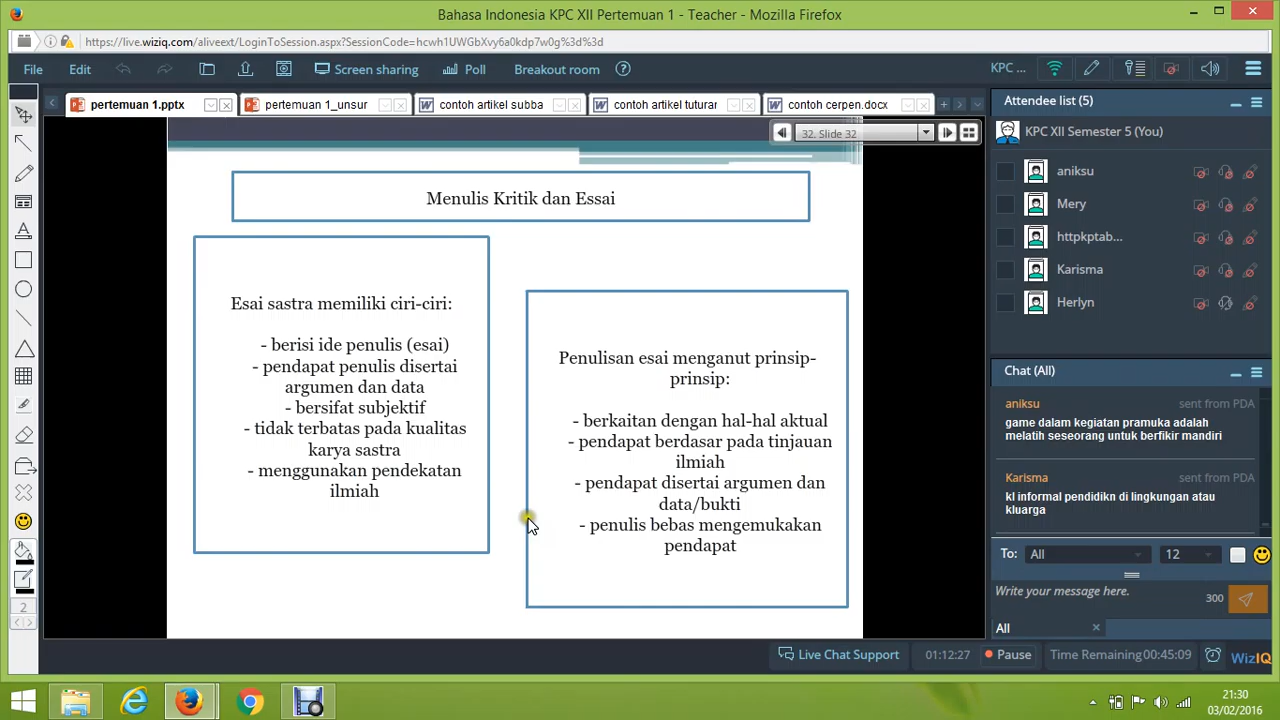 Bahasa Indonesia KPC XII Pertemuan 1 - Teacher - Mozilla Firefox
https://live.wiziq.com/aliveext/LoginToSession.aspx?SessionCode=hcwh1UWGbXvy6a0kdp7w0g%3d%3d
File Edit Screen sharing Poll Breakout room ? KPC ...
pertemuan 1.pptx
pertemuan 1_unsur
contoh artikel subba
contoh artikel tuturar
contoh cerpen.docx
32. Slide 32
Menulis Kritik dan Essai
Esai sastra memiliki ciri-ciri:
- berisi ide penulis (esai)
- pendapat penulis disertai
argumen dan data
- bersifat subjektif
- tidak terbatas pada kualitas
karya sastra
- menggunakan pendekatan
ilmiah
Penulisan esai menganut prinsip-
prinsip:
- berkaitan dengan hal-hal aktual
- pendapat berdasar pada tinjauan
ilmiah
- pendapat disertai argumen dan
data/bukti
- penulis bebas mengemukakan
pendapat
Attendee list (5)
KPC XII Semester 5 (You)
aniksu
Mery
httpkptab...
Karisma
Herlyn
Chat (All)
aniksu sent from PDA
game dalam kegiatan pramuka adalah
melatih seseorang untuk berfikir mandiri
Karisma sent from PDA
kl informal pendidikn di lingkungan atau
kluarga
To: All 12
Write your message here. 300
All
2
Live Chat Support 01:12:27 Pause Time Remaining 00:45:09 WizIQ
21:30
03/02/2016